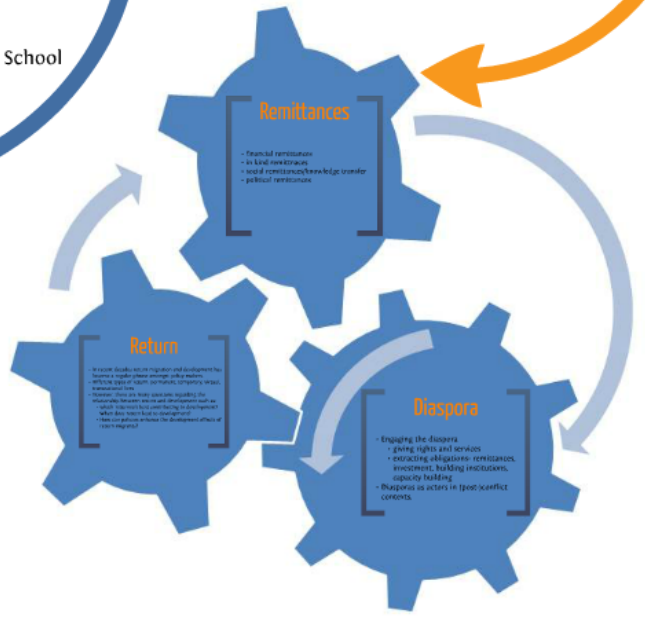 School
Remittances
- financial remittances
- in kind remittnaces
- social remittances/knowledge transfer
- political remittances
Return
- In recent decades return migration and development has
become a regular phrase amongst policy makers
- Different types of return: permanent, temporary, virtual,
transnational lives
- However, there are many questions regarding the
relationship between return and development such as:
- which returnees are contributing to development?
- When does return lead to development?
- How can policies enhance the development effects of
return migrants?
Diaspora
- Engaging the diaspora
- giving rights and services
- extracting obligations- remittances,
investment, building institutions,
capacity building
- Diasporas as actors in (post-)conflict
contexts.